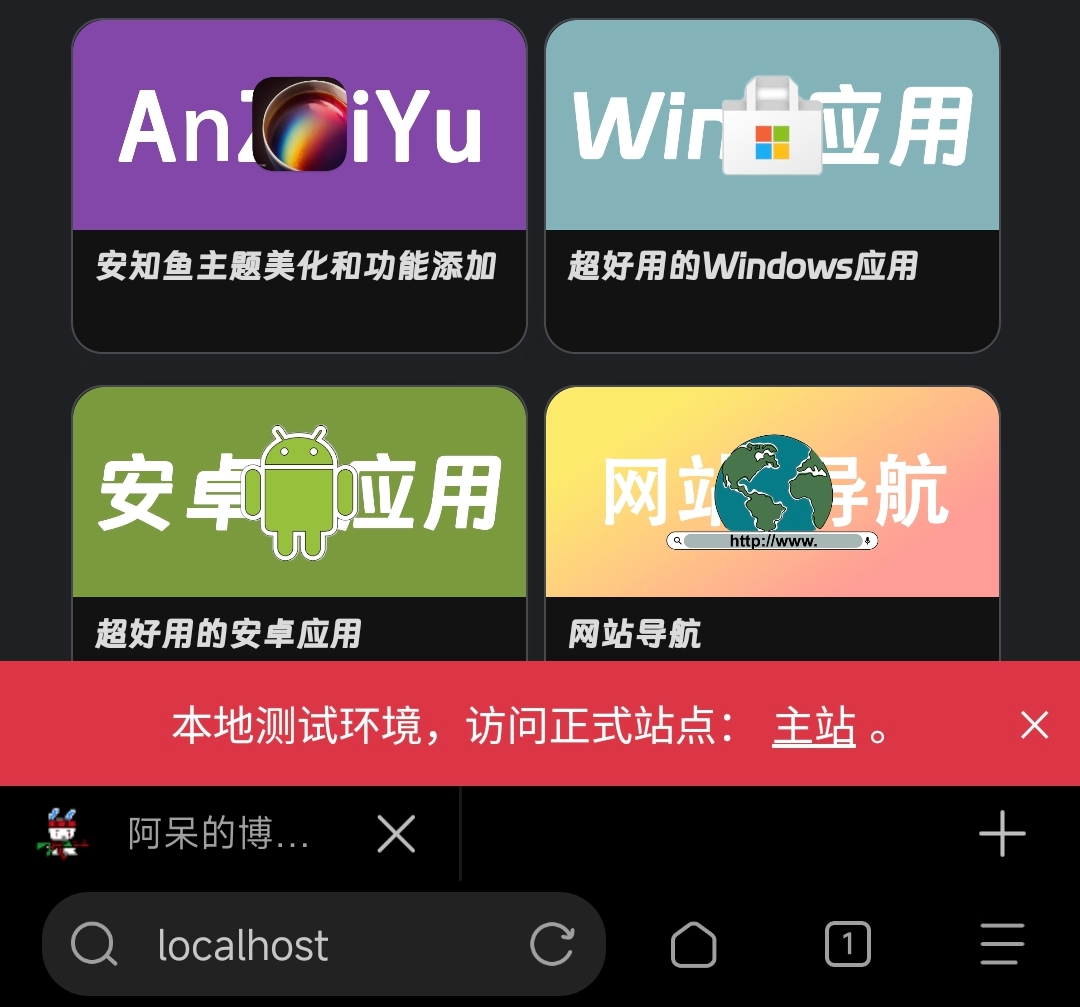 AnZ iYu
Win 应用
安知鱼主题美化和功能添加
超好用的Windows应用
安卓 应用
网站导航
http://www.
超好用的安卓应用
网站导航
本地测试环境，访问正式站点： 主站 。
阿呆的博...
localhost
1